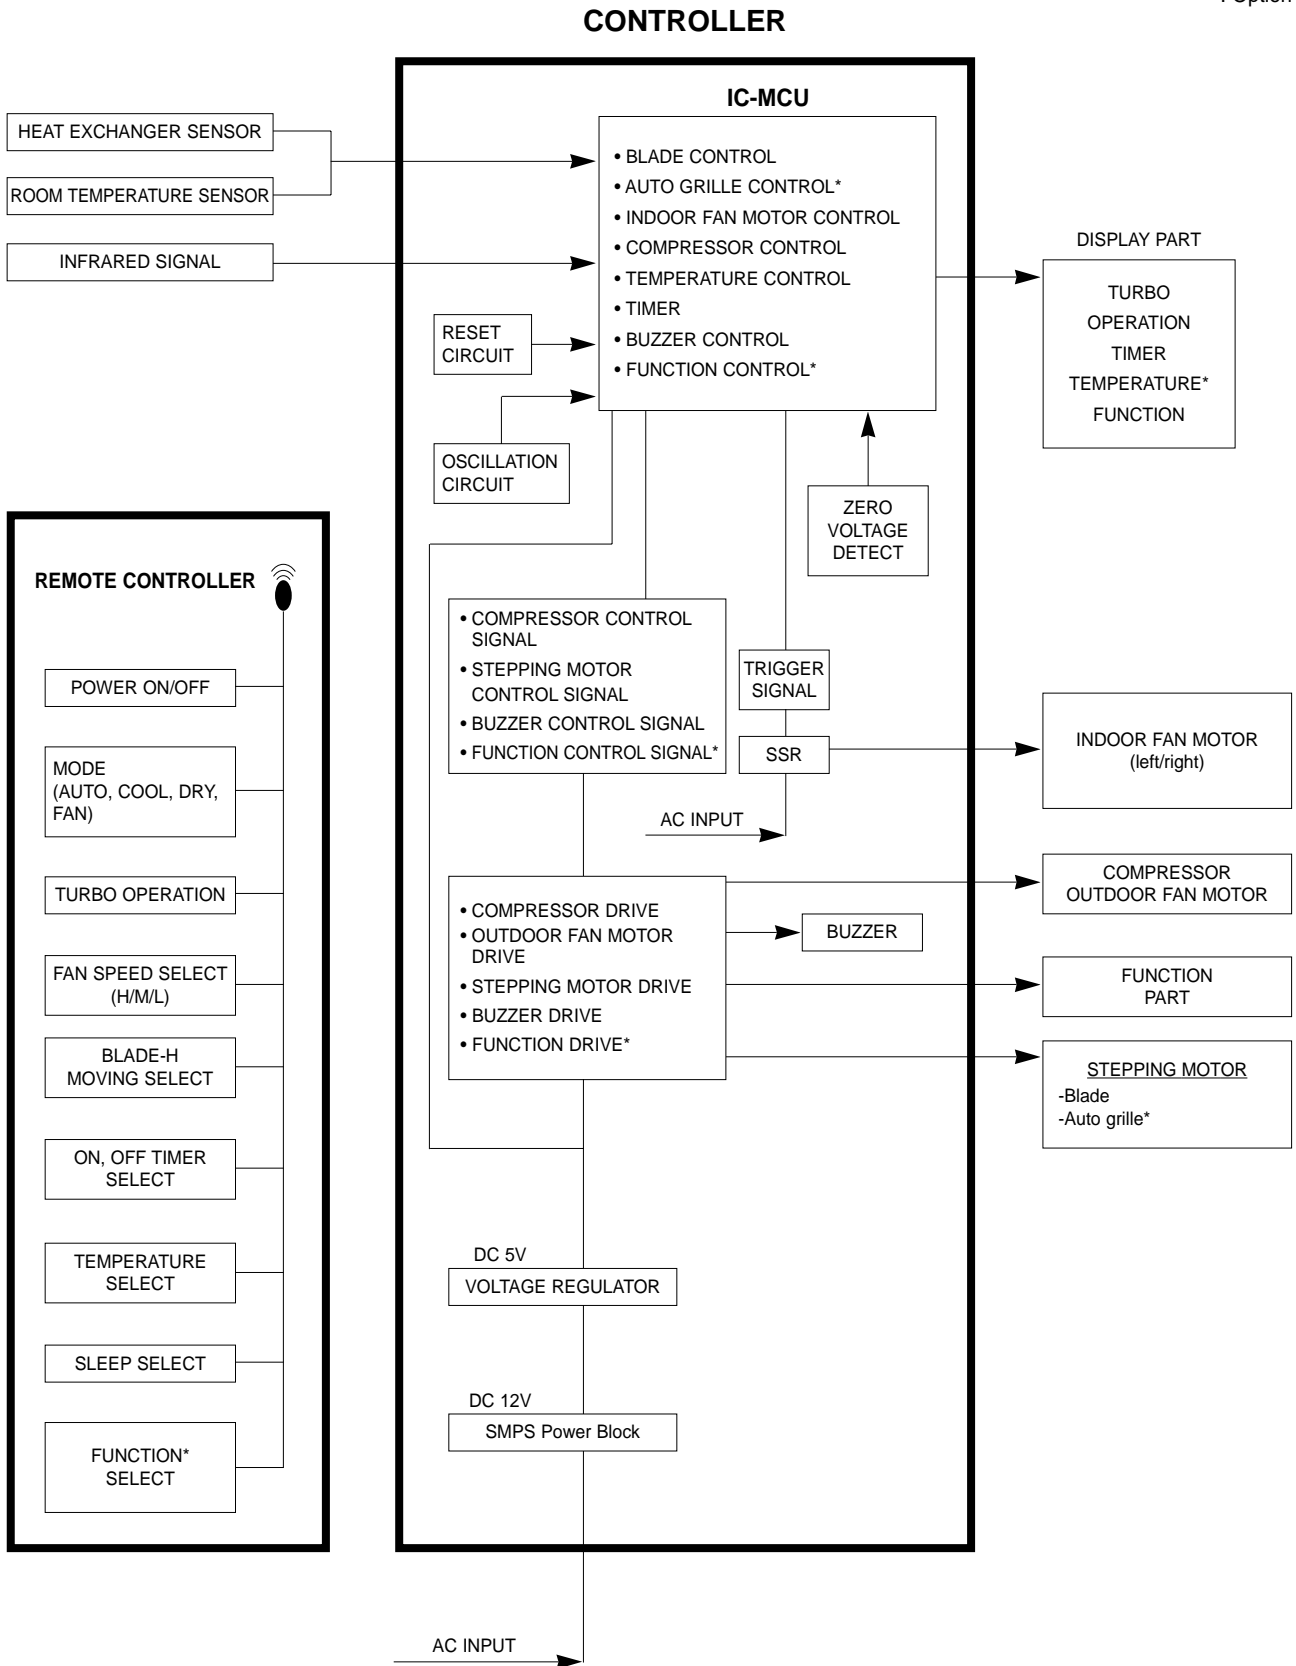 : Option
CONTROLLER
IC-MCU
HEAT EXCHANGER SENSOR
ROOM TEMPERATURE SENSOR
INFRARED SIGNAL
• BLADE CONTROL
• AUTO GRILLE CONTROL*
• INDOOR FAN MOTOR CONTROL
• COMPRESSOR CONTROL
• TEMPERATURE CONTROL
• TIMER
• BUZZER CONTROL
• FUNCTION CONTROL*
RESET
CIRCUIT
OSCILLATION
CIRCUIT
ZERO
VOLTAGE
DETECT
DISPLAY PART
TURBO
OPERATION
TIMER
TEMPERATURE*
FUNCTION
REMOTE CONTROLLER
POWER ON/OFF
MODE
(AUTO, COOL, DRY,
FAN)
TURBO OPERATION
FAN SPEED SELECT
(H/M/L)
BLADE-H
MOVING SELECT
ON, OFF TIMER
SELECT
TEMPERATURE
SELECT
SLEEP SELECT
FUNCTION*
SELECT
• COMPRESSOR CONTROL
SIGNAL
• STEPPING MOTOR
CONTROL SIGNAL
• BUZZER CONTROL SIGNAL
• FUNCTION CONTROL SIGNAL*
TRIGGER
SIGNAL
SSR
AC INPUT
INDOOR FAN MOTOR
(left/right)
• COMPRESSOR DRIVE
• OUTDOOR FAN MOTOR
DRIVE
• STEPPING MOTOR DRIVE
• BUZZER DRIVE
• FUNCTION DRIVE*
BUZZER
COMPRESSOR
OUTDOOR FAN MOTOR
FUNCTION
PART
STEPPING MOTOR
-Blade
-Auto grille*
DC 5V
VOLTAGE REGULATOR
DC 12V
SMPS Power Block
AC INPUT